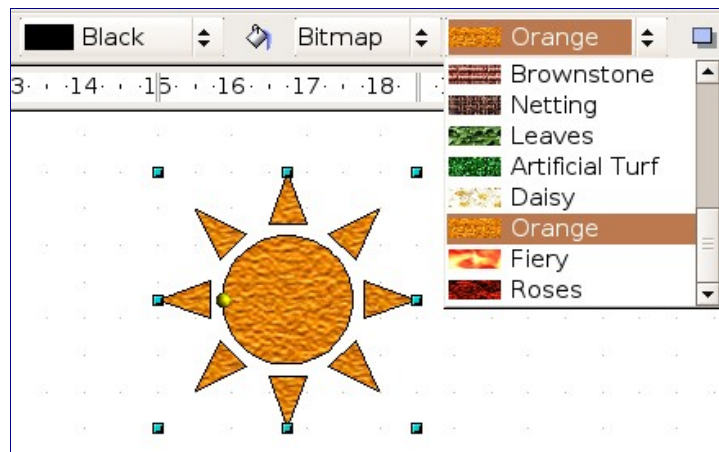 Black Bitmap Orange
3 · 14 · 15 · 16 · 17 · 18 ·
Brownstone
Netting
Leaves
Artificial Turf
Daisy
Orange
Fiery
Roses